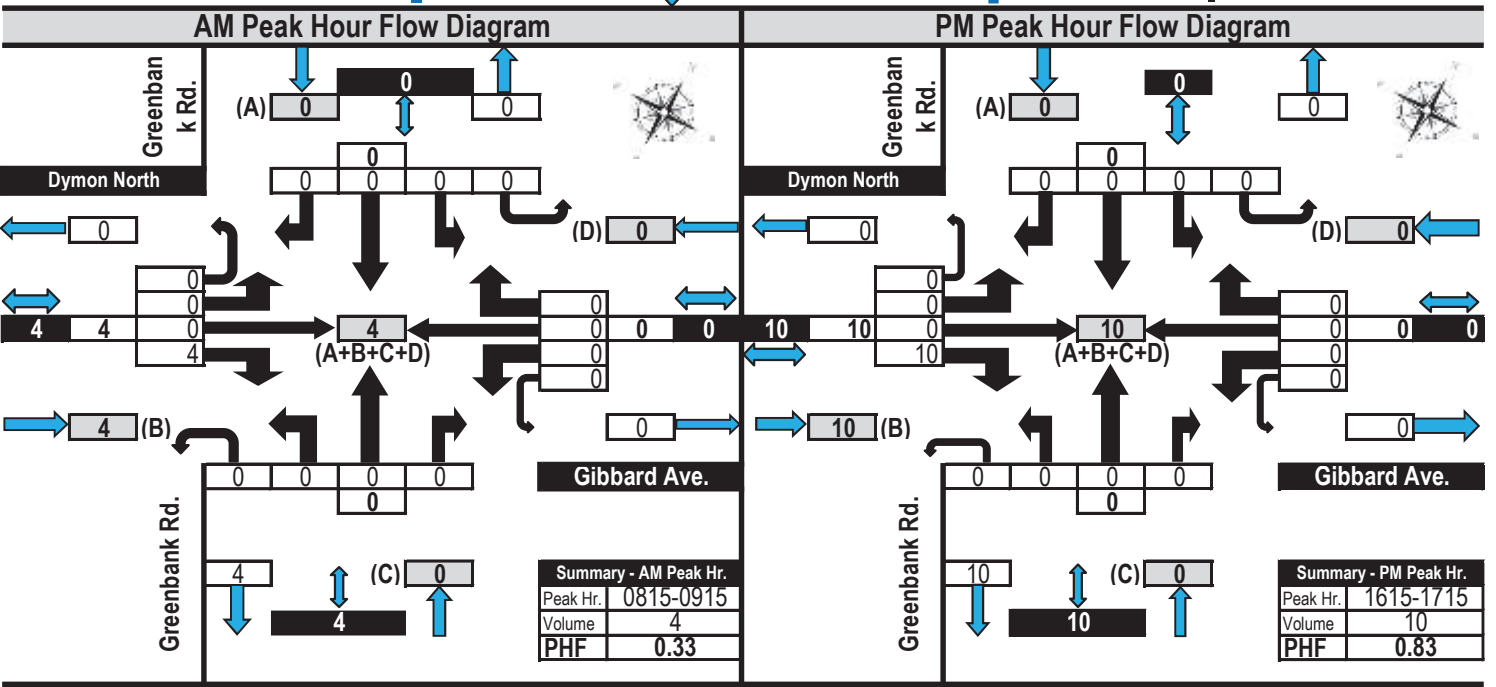 AM Peak Hour Flow Diagram
Greenban
k Rd.
0
(A) 0
0
0
0 0 0 0
Dymon North
0
(D) 0
0
0
4 4 0
4
4
(A+B+C+D)
0
0 0 0
0
0
4 (B)
0
0 0 0 0
0
Gibbard Ave.
Greenbank Rd.
4
(C) 0
4
Summary - AM Peak Hr.
Peak Hr. 0815-0915
Volume 4
PHF 0.33
PM Peak Hour Flow Diagram
Greenban
k Rd.
0
(A) 0
0
0
0 0 0 0
Dymon North
0
(D) 0
0
0
10 10 0
10
10
(A+B+C+D)
0
0 0 0
0
0
10 (B)
0
0 0 0 0
0
Gibbard Ave.
Greenbank Rd.
10
(C) 0
10
Summary - PM Peak Hr.
Peak Hr. 1615-1715
Volume 10
PHF 0.83